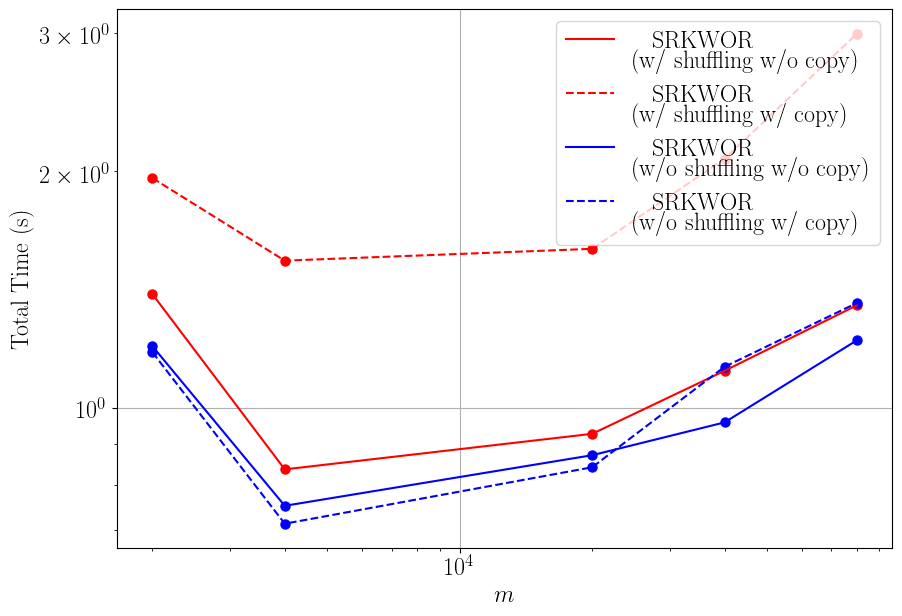 3 × 10⁰
2 × 10⁰
10⁰
Total Time (s)
SRKWOR
(w/ shuffling w/o copy)
SRKWOR
(w/ shuffling w/ copy)
SRKWOR
(w/o shuffling w/o copy)
SRKWOR
(w/o shuffling w/ copy)
10⁴
m